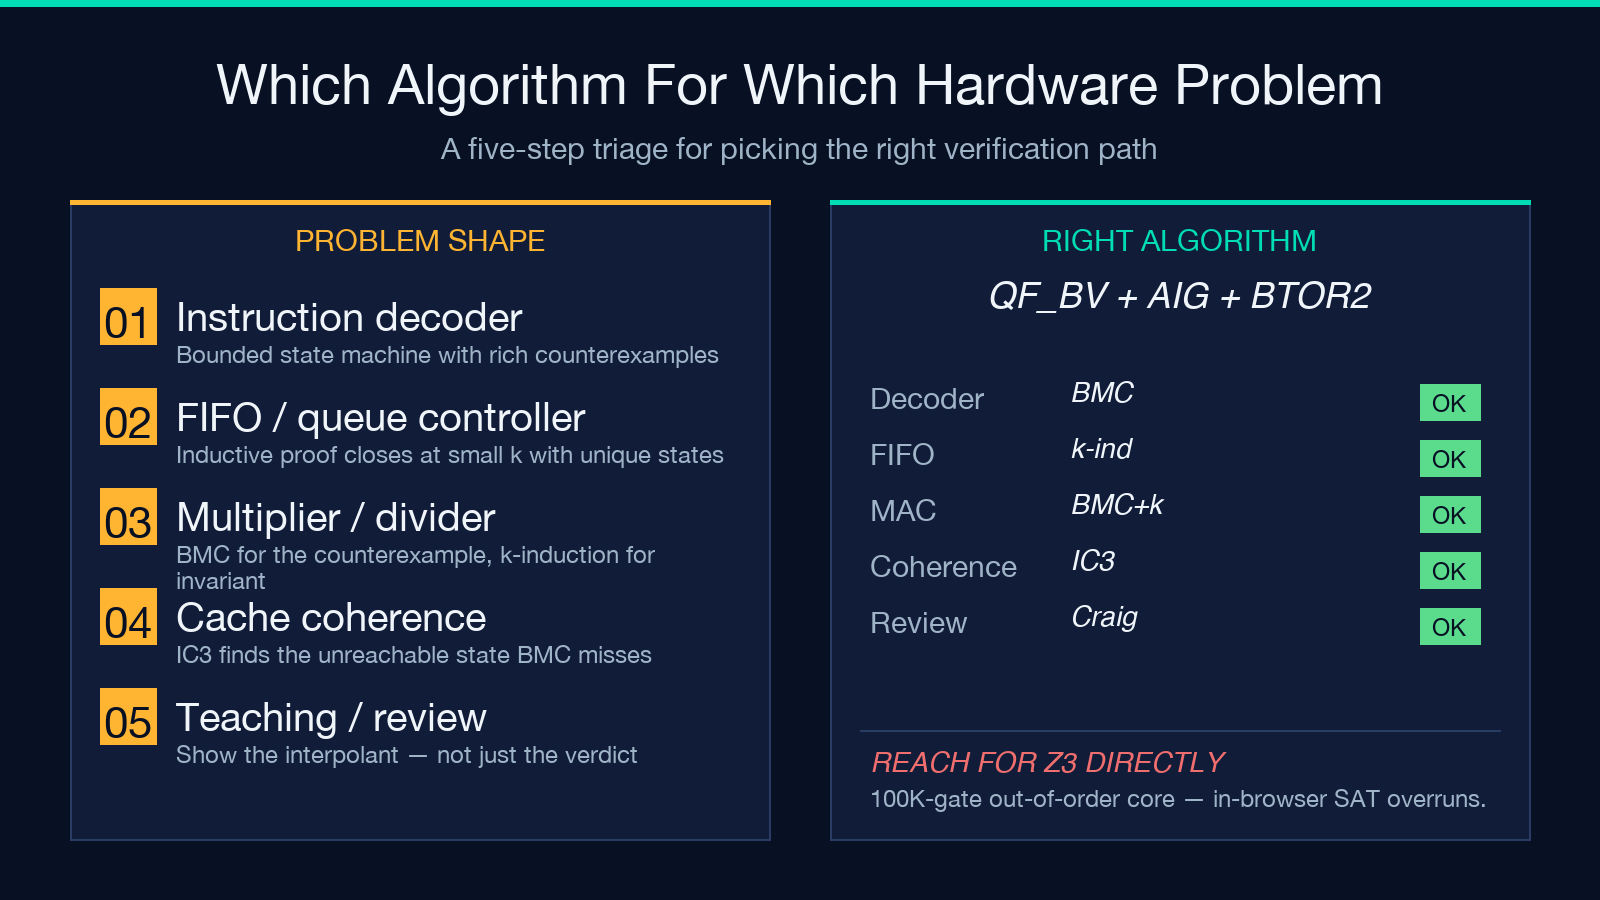 Which Algorithm For Which Hardware Problem
A five-step triage for picking the right verification path
PROBLEM SHAPE
01
Instruction decoder
Bounded state machine with rich counterexamples
02
FIFO / queue controller
Inductive proof closes at small k with unique states
03
Multiplier / divider
BMC for the counterexample, k-induction for
invariant
04
Cache coherence
IC3 finds the unreachable state BMC misses
05
Teaching / review
Show the interpolant — not just the verdict
RIGHT ALGORITHM
QF_BV + AIG + BTOR2
Decoder BMC OK
FIFO k-ind OK
MAC BMC+k OK
Coherence IC3 OK
Review Craig OK
REACH FOR Z3 DIRECTLY
100K-gate out-of-order core — in-browser SAT overruns.